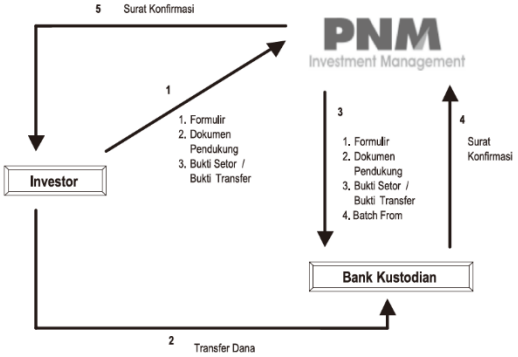 5 Surat Konfirmasi
PNM
Investment Management
1
1. Formulir
2. Dokumen
Pendukung
3. Bukti Setor /
Bukti Transfer
3
1. Formulir
2. Dokumen
Pendukung
3. Bukti Setor /
Bukti Transfer
4. Batch From
4
Surat
Konfirmasi
Investor
Bank Kustodian
2
Transfer Dana